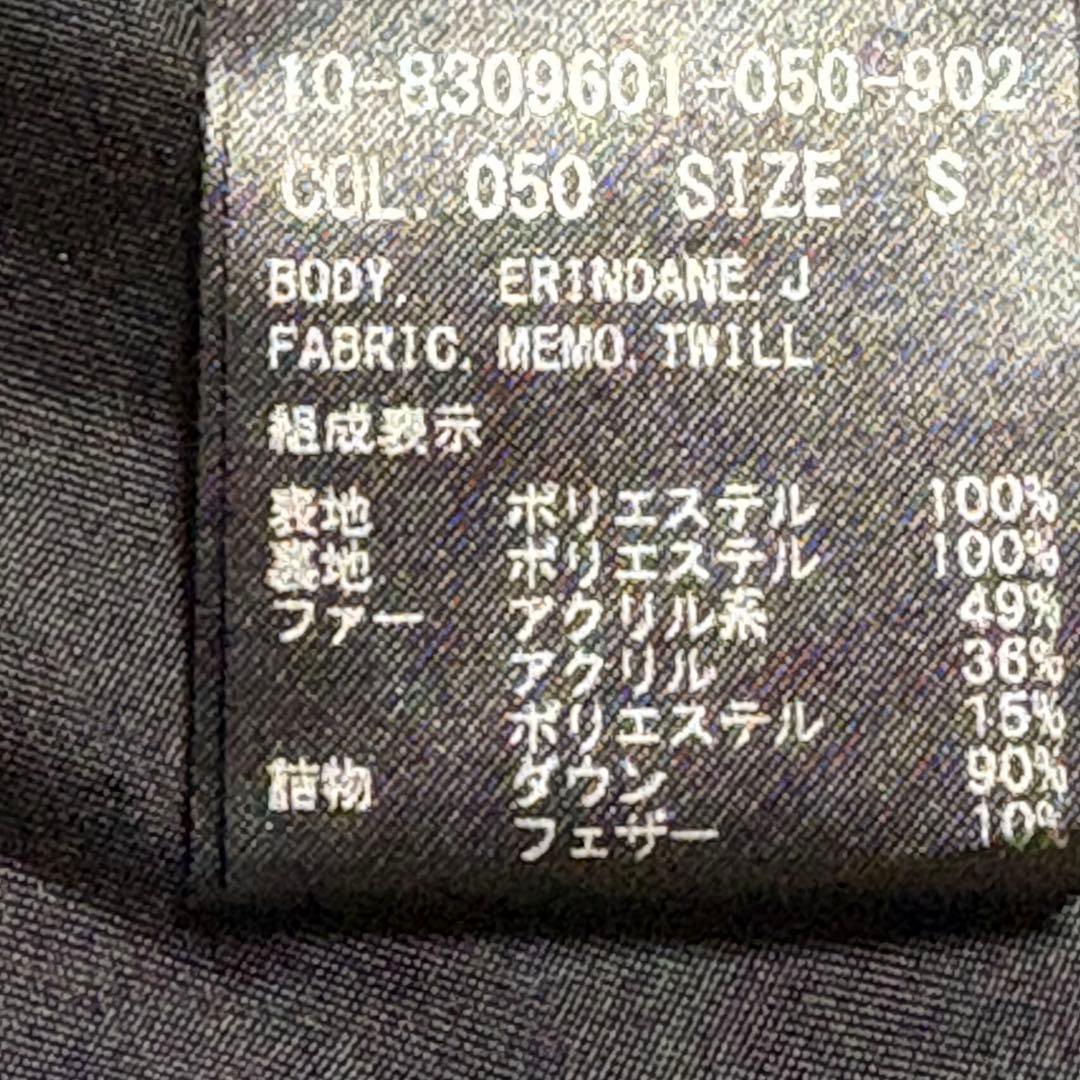 10-8309601-050-902
COL. 050 SIZE S
BODY. ERINDANE. J
FABRIC. MEMO. TWILL
組成表示
表地 ポリエステル 100%
裏地 ポリエステル 100%
ファー アクリル系 49%
アクリル 36%
ポリエステル 15%
詰物 ダウン 90%
フェザー 10%